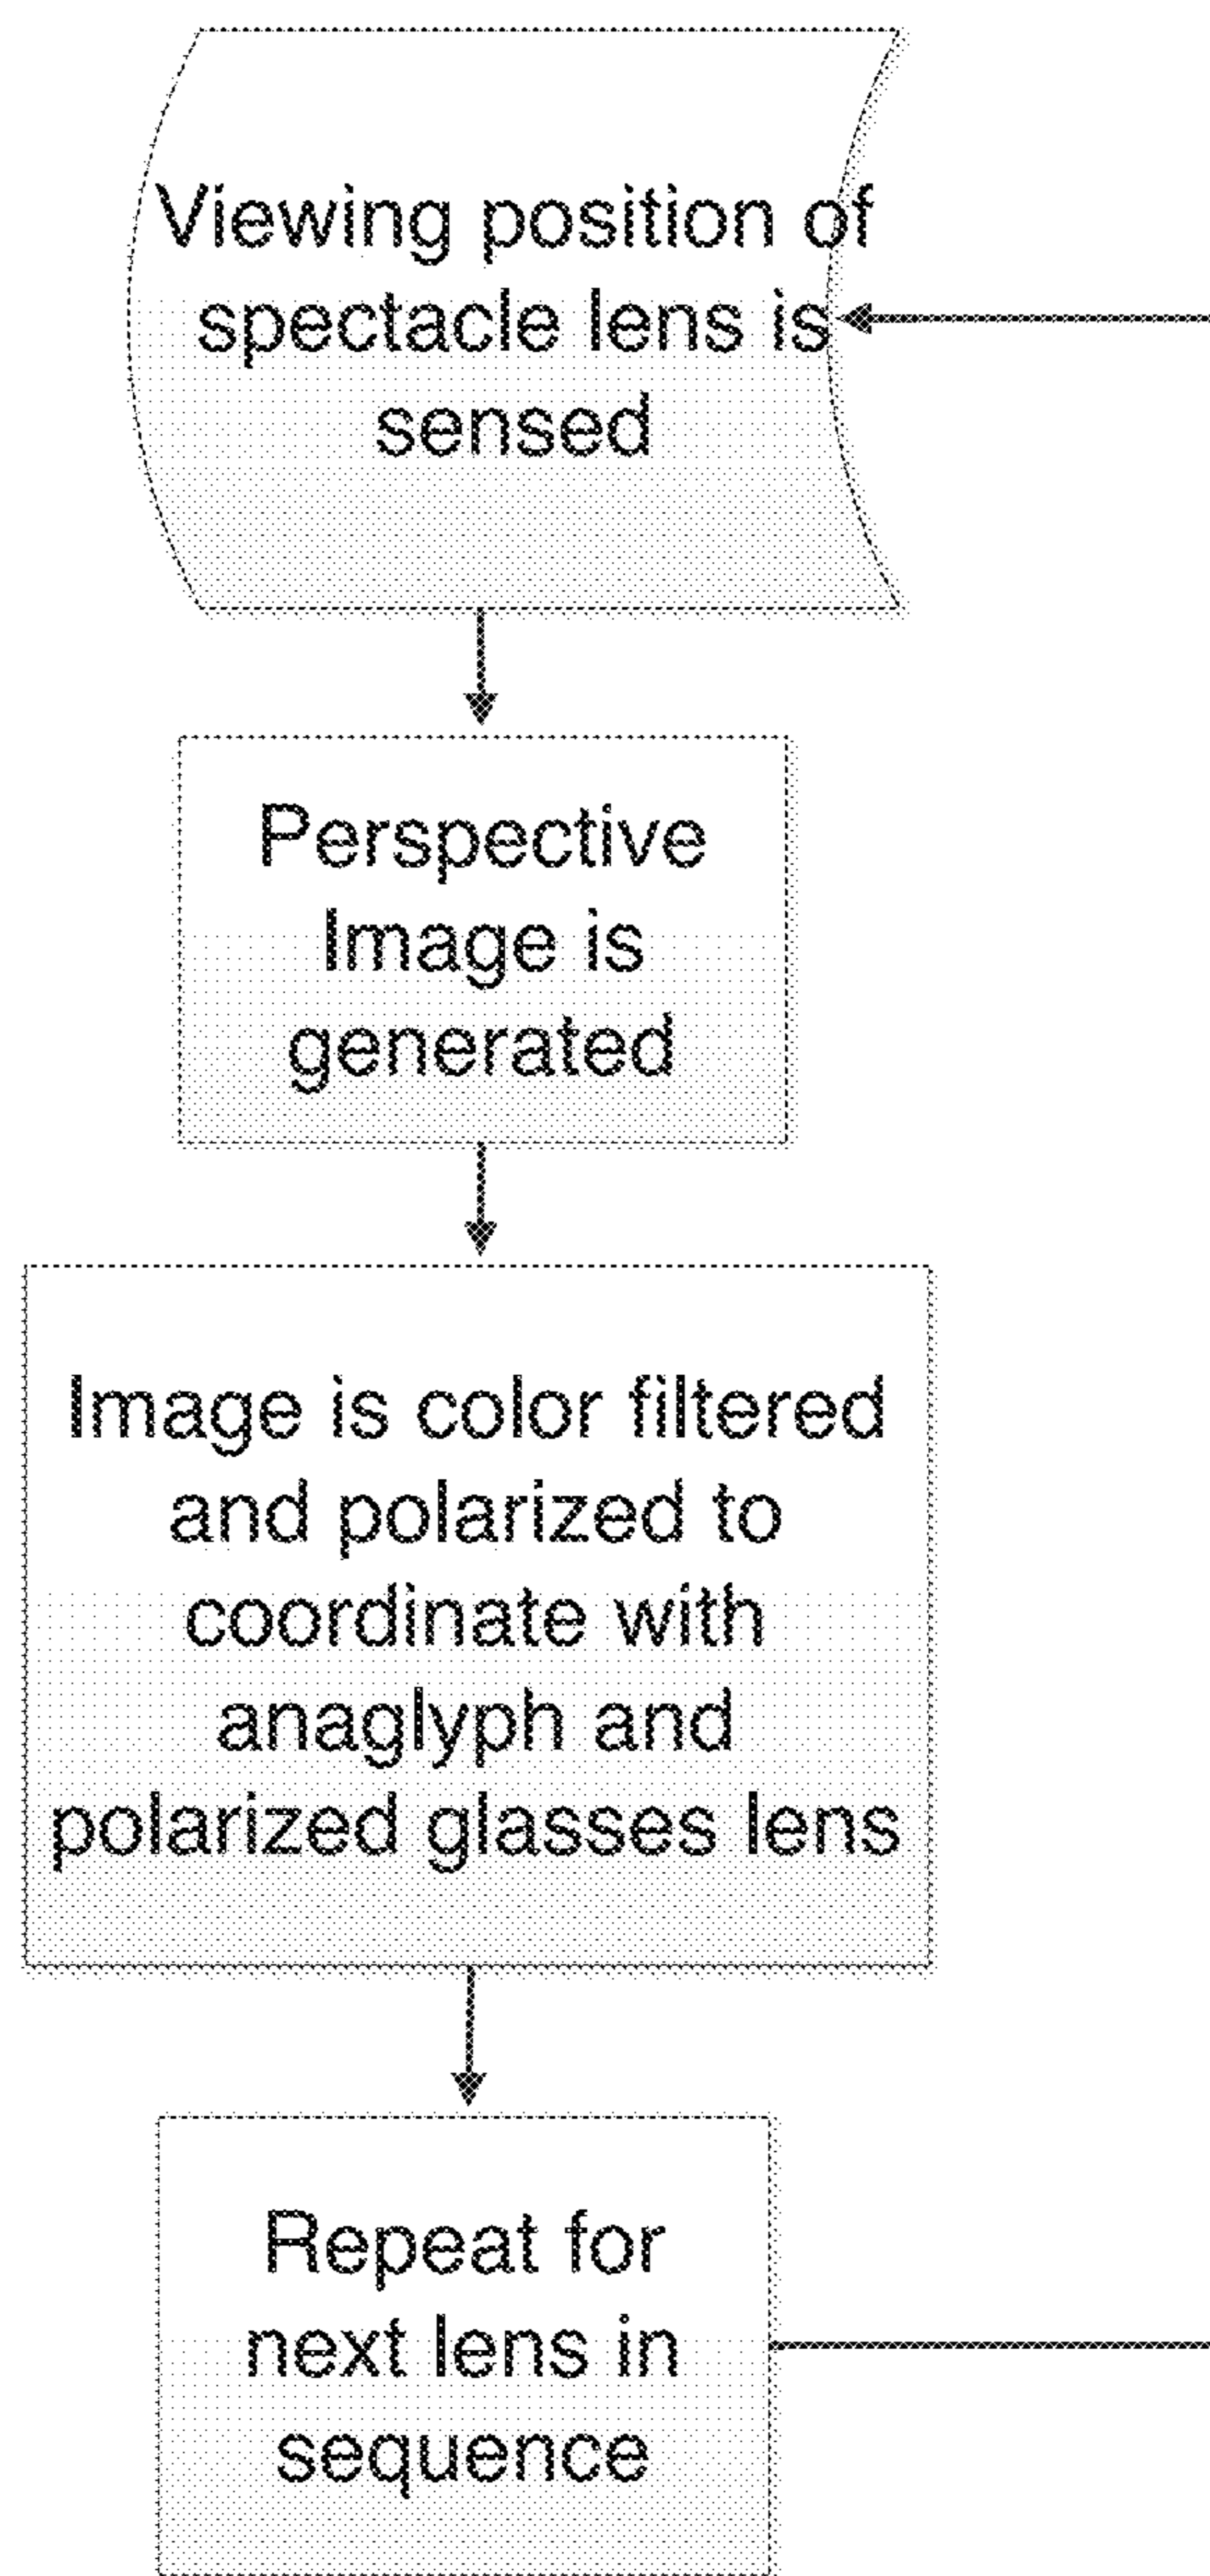 Viewing position of
spectacle lens is
sensed
Perspective
Image is
generated
Image is color filtered
and polarized to
coordinate with
anaglyph and
polarized glasses lens
Repeat for
next lens in
sequence